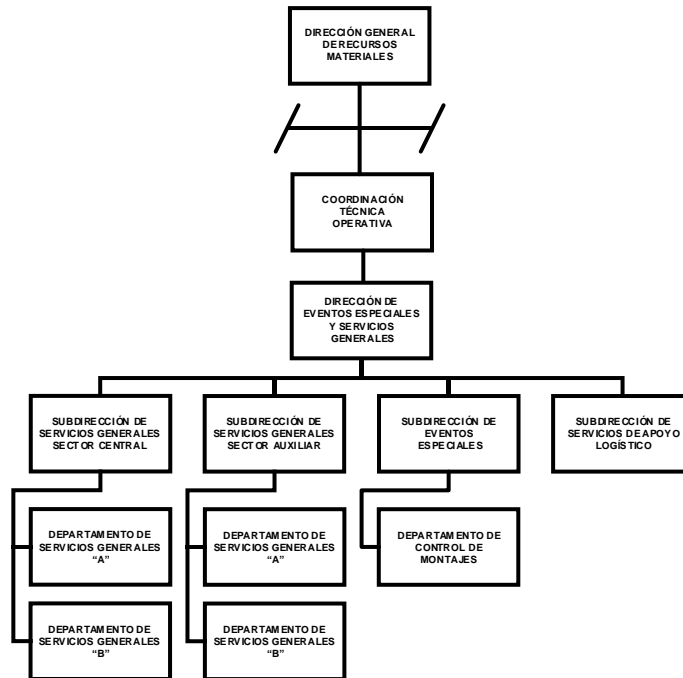 DIRECCIÓN GENERAL
DE RECURSOS
MATERIALES
COORDINACIÓN
TÉCNICA
OPERATIVA
DIRECCIÓN DE
EVENTOS ESPECIALES
Y SERVICIOS
GENERALES
SUBDIRECCIÓN DE
SERVICIOS GENERALES
SECTOR CENTRAL
SUBDIRECCIÓN DE
SERVICIOS GENERALES
SECTOR AUXILIAR
SUBDIRECCIÓN DE
EVENTOS
ESPECIALES
SUBDIRECCIÓN DE
SERVICIOS DE APOYO
LOGÍSTICO
DEPARTAMENTO DE
SERVICIOS GENERALES
“A”
DEPARTAMENTO DE
SERVICIOS GENERALES
“A”
DEPARTAMENTO DE
CONTROL DE
MONTAJES
DEPARTAMENTO DE
SERVICIOS GENERALES
“B”
DEPARTAMENTO DE
SERVICIOS GENERALES
“B”